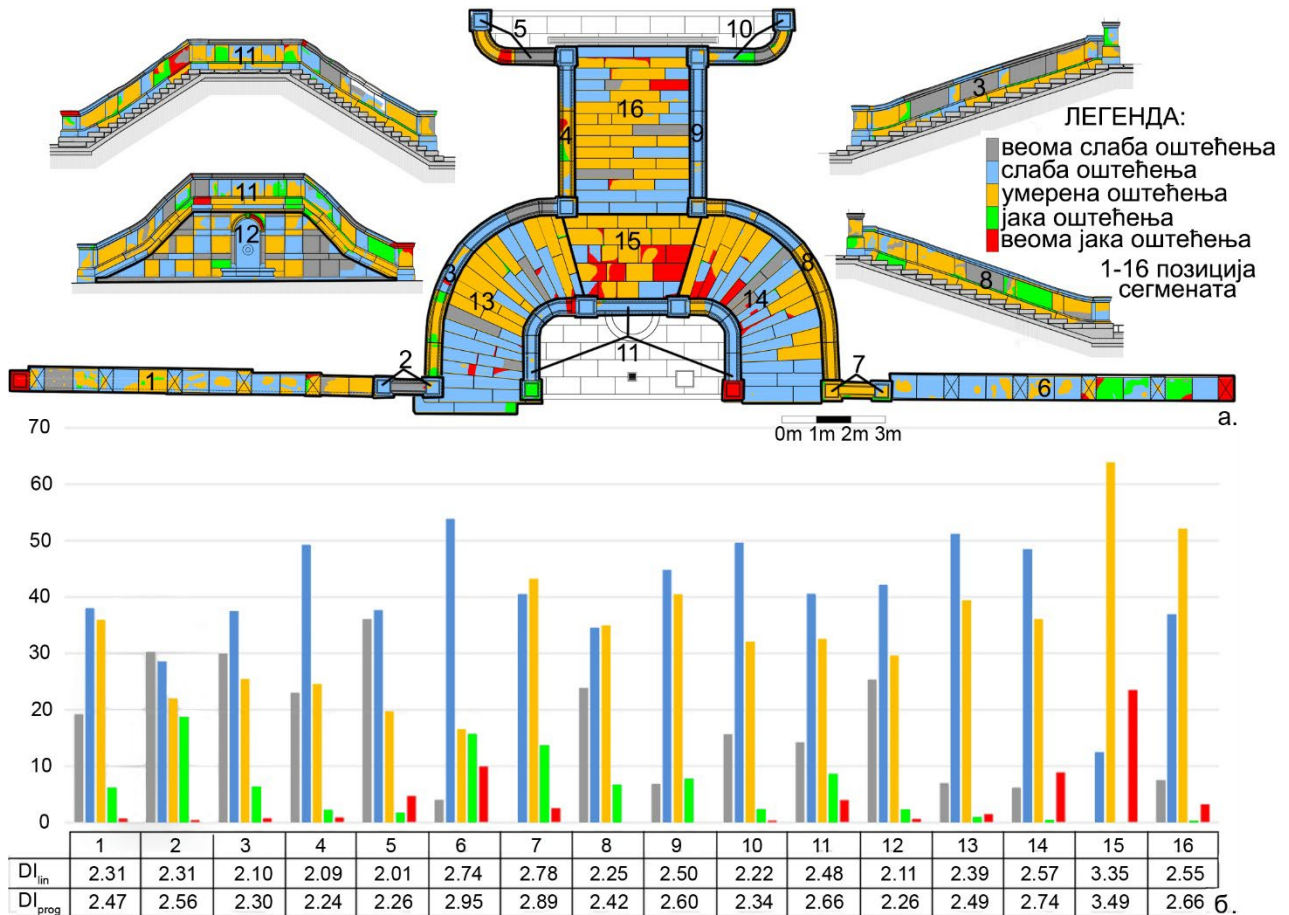 5
10
11
16
3
ЛЕГЕНДА:
веома слаба оштећења
слаба оштећења
умерена оштећења
јака оштећења
веома јака оштећења
1-16 позиција
сегмената
4
9
11
12
15
3
13
14
8
8
11
2
7
1
6
0m 1m 2m 3m
а.
70
60
50
40
30
20
10
0
1 2 3 4 5 6 7 8 9 10 11 12 13 14 15 16
DIlin 2.31 2.31 2.10 2.09 2.01 2.74 2.78 2.25 2.50 2.22 2.48 2.11 2.39 2.57 3.35 2.55
DIprog 2.47 2.56 2.30 2.24 2.26 2.95 2.89 2.42 2.60 2.34 2.66 2.26 2.49 2.74 3.49 2.66 б.